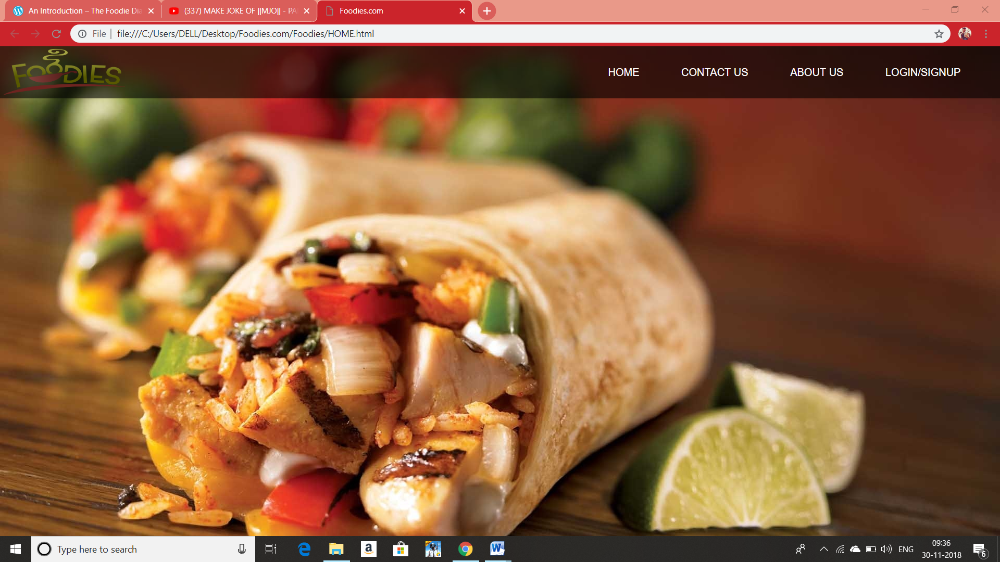 An Introduction – The Foodie Dia
(337) MAKE JOKE OF ||MJO|| - PA
Foodies.com
File
file:///C:/Users/DELL/Desktop/Foodies.com/Foodies/HOME.html
FOODIES
HOME
CONTACT US
ABOUT US
LOGIN/SIGNUP
Type here to search
ENG
09:36
30-11-2018
6